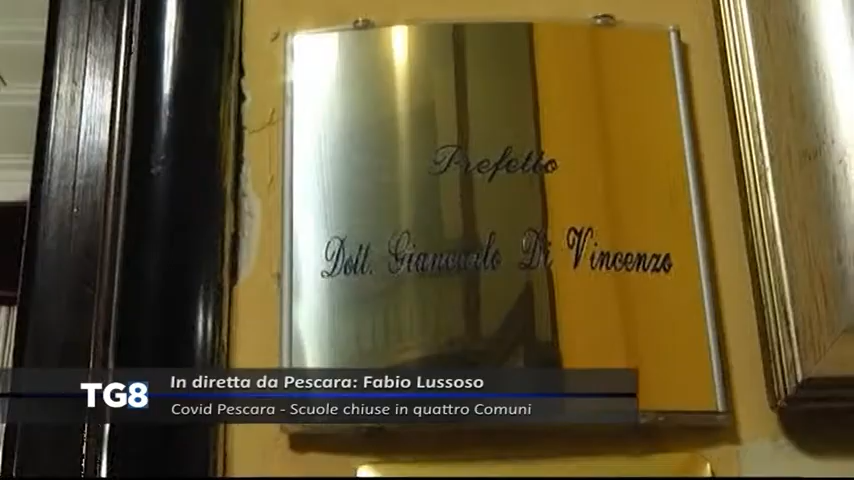 Prefetto
Dott. Giancarlo Di Vincenzo
TG8
In diretta da Pescara: Fabio Lussoso
Covid Pescara - Scuole chiuse in quattro Comuni